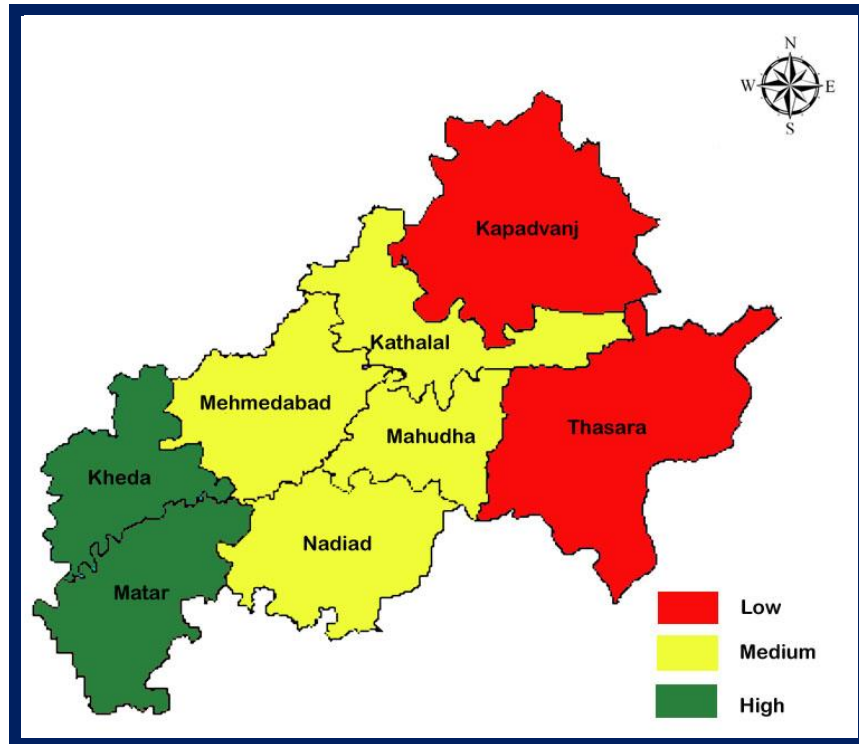 N
W E
S
Kapadvanj
Kathalal
Mehmedabad
Mahudha
Thasara
Kheda
Nadiad
Matar
Low
Medium
High